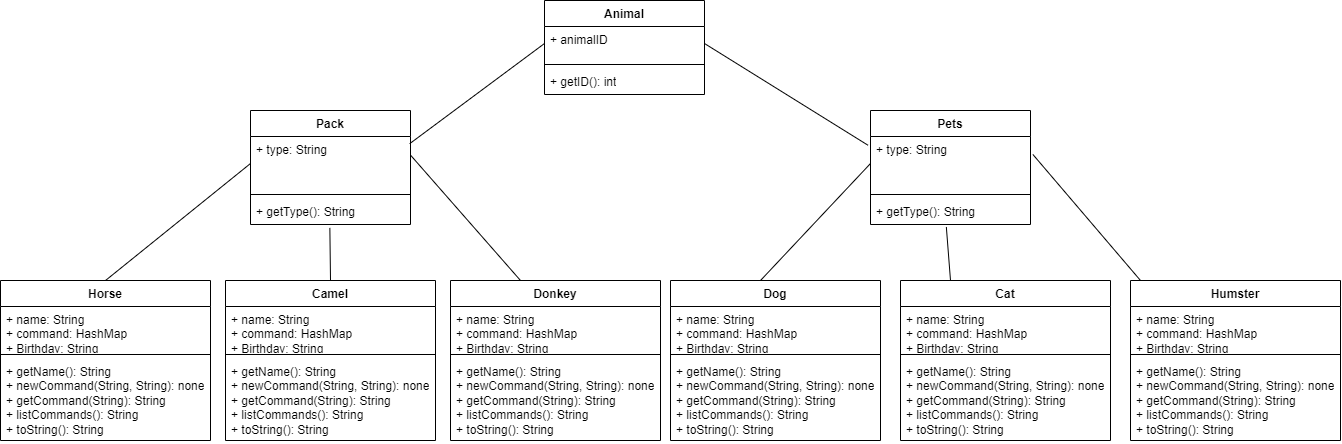 Animal
+ animalID
+ getID(): int
Pack
+ type: String
+ getType(): String
Pets
+ type: String
+ getType(): String
Horse
+ name: String
+ command: HashMap
+ Birthday: String
+ getName(): String
+ newCommand(String, String): none
+ getCommand(String): String
+ listCommands(): String
+ toString(): String
Camel
+ name: String
+ command: HashMap
+ Birthday: String
+ getName(): String
+ newCommand(String, String): none
+ getCommand(String): String
+ listCommands(): String
+ toString(): String
Donkey
+ name: String
+ command: HashMap
+ Birthday: String
+ getName(): String
+ newCommand(String, String): none
+ getCommand(String): String
+ listCommands(): String
+ toString(): String
Dog
+ name: String
+ command: HashMap
+ Birthday: String
+ getName(): String
+ newCommand(String, String): none
+ getCommand(String): String
+ listCommands(): String
+ toString(): String
Cat
+ name: String
+ command: HashMap
+ Birthday: String
+ getName(): String
+ newCommand(String, String): none
+ getCommand(String): String
+ listCommands(): String
+ toString(): String
Humster
+ name: String
+ command: HashMap
+ Birthday: String
+ getName(): String
+ newCommand(String, String): none
+ getCommand(String): String
+ listCommands(): String
+ toString(): String